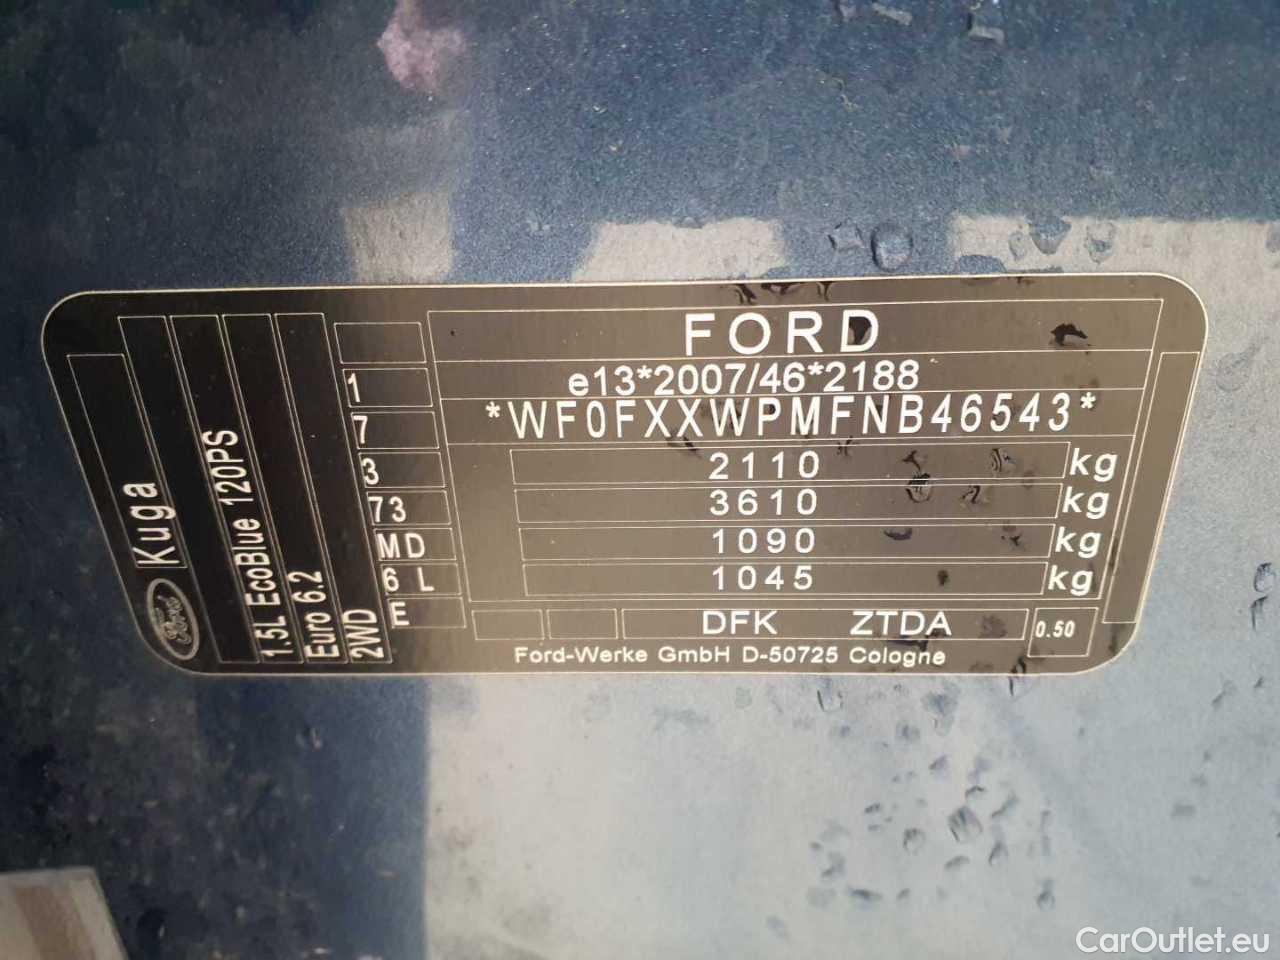 FORD
e13*2007/46*2188
*WF0FXXWPMFNB46543*
2110 kg
3610 kg
1090 kg
1045 kg
DFK ZTDA 0.50
Ford-Werke GmbH D-50725 Cologne
1
7
3
73
MD
6 L
E
Ford Kuga
1.5L EcoBlue 120PS
Euro 6.2
2WD
CarOutlet.eu